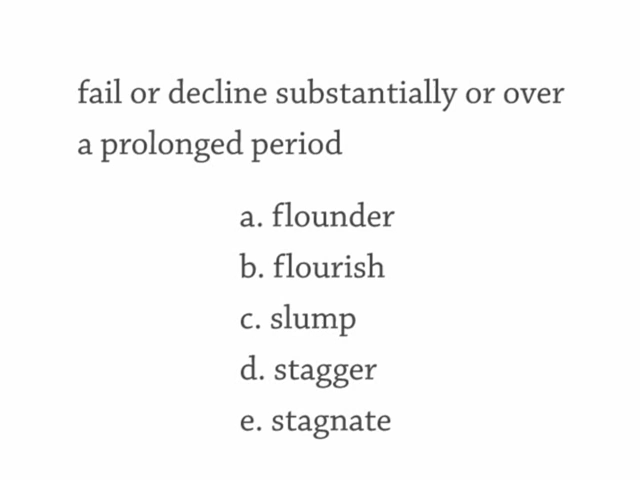 fail or decline substantially or over
a prolonged period
a. flounder
b. flourish
c. slump
d. stagger
e. stagnate